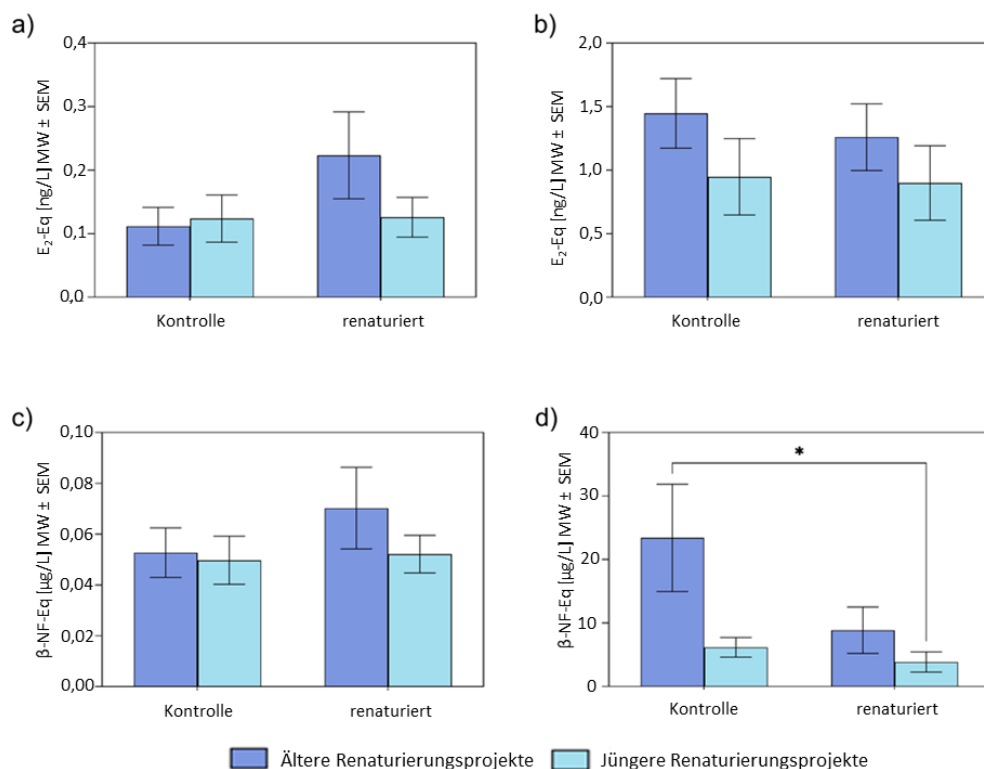 a)
E₂-Eq [ng/L] MW ± SEM
0,4
0,3
0,2
0,1
0,0
Kontrolle
renaturiert
b)
E₂-Eq [ng/L] MW ± SEM
2,0
1,5
1,0
0,5
0,0
Kontrolle
renaturiert
c)
β-NF-Eq [µg/L] MW ± SEM
0,10
0,08
0,06
0,04
0,02
0,00
Kontrolle
renaturiert
d)
β-NF-Eq [µg/L] MW ± SEM
40
30
20
10
0
*
Kontrolle
renaturiert
Ältere Renaturierungsprojekte
Jüngere Renaturierungsprojekte